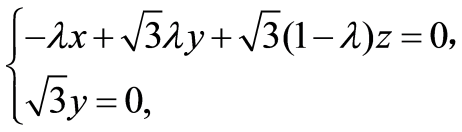 −λx + √3λy + √3(1−λ)z = 0,
√3y = 0,